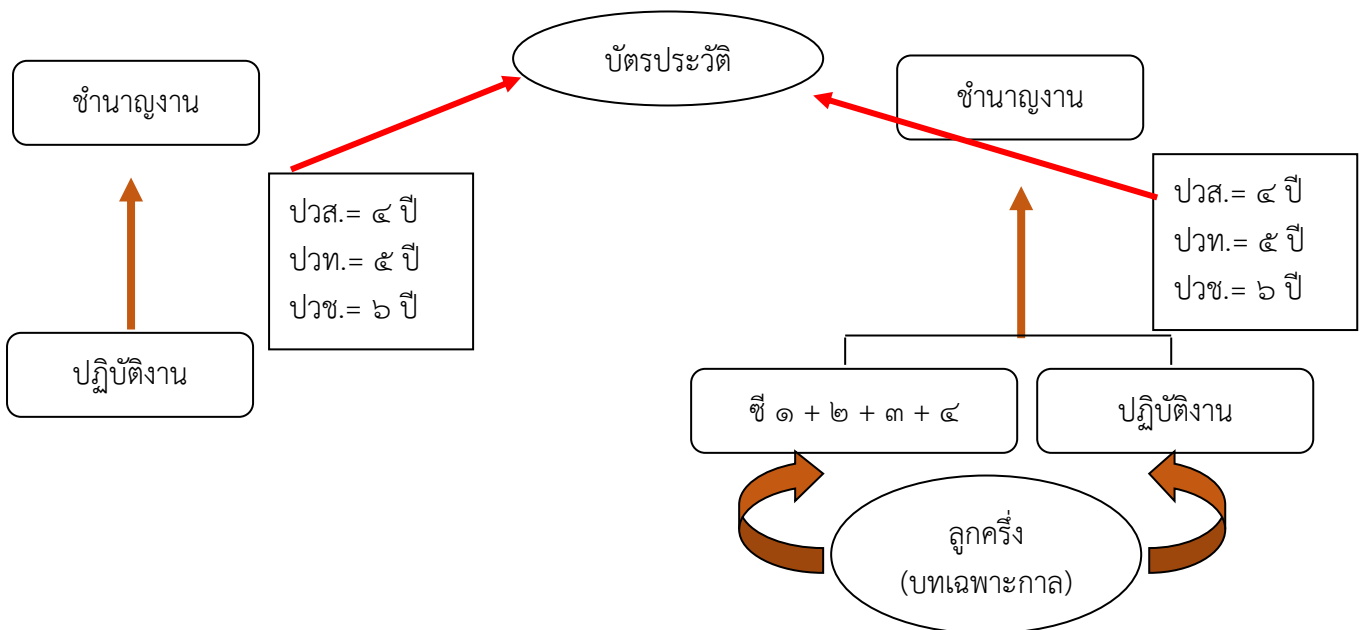 บัตรประวัติ
ชำนาญงาน
ชำนาญงาน
ปวส.= ๔ ปี
ปวท.= ๕ ปี
ปวช.= ๖ ปี
ปวส.= ๔ ปี
ปวท.= ๕ ปี
ปวช.= ๖ ปี
ปฏิบัติงาน
ซี ๑ + ๒ + ๓ + ๔
ปฏิบัติงาน
ลูกครึ่ง
(บทเฉพาะกาล)